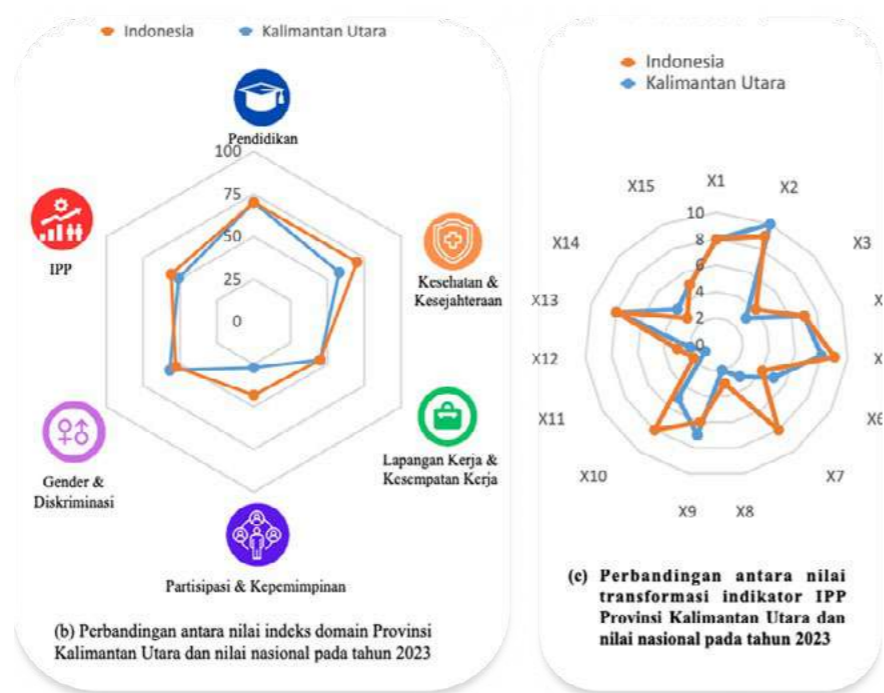 Indonesia Kalimantan Utara
Pendidikan
100
75
50
25
0
IPP
Kesehatan &
Kesejahteraan
Gender &
Diskriminasi
Lapangan Kerja &
Kesempatan Kerja
Partisipasi & Kepemimpinan
(b) Perbandingan antara nilai indeks domain Provinsi
Kalimantan Utara dan nilai nasional pada tahun 2023
Indonesia
Kalimantan Utara
X1
X2
X3
X
X
X6
X7
X8
X9
X10
X11
X12
X13
X14
X15
10
8
6
4
2
0
(c) Perbandingan antara nilai
transformasi indikator IPP
Provinsi Kalimantan Utara dan
nilai nasional pada tahun 2023